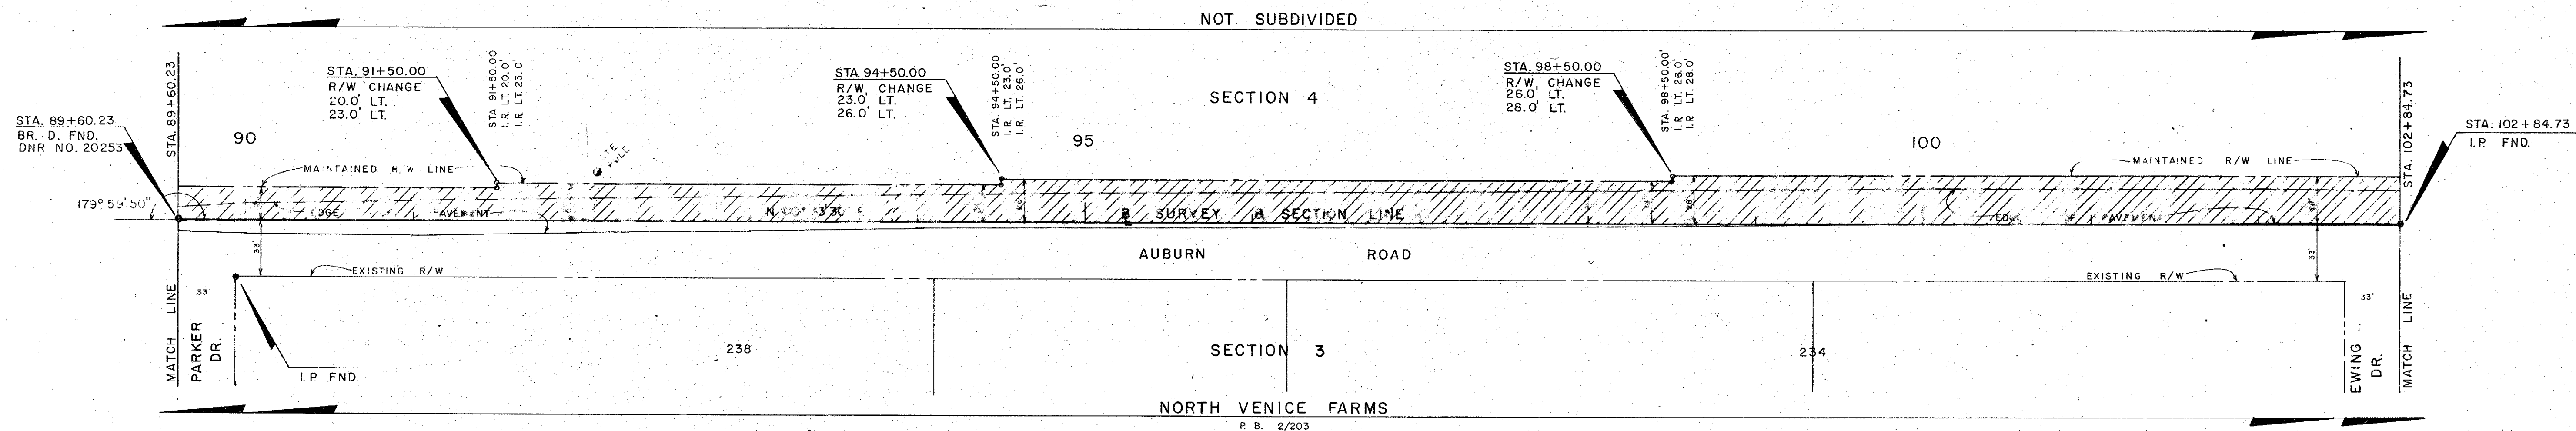 NOT SUBDIVIDED
STA. 89+60.23
BR. D. FND.
DNR NO. 20253
STA. 89+60.23
90
STA. 91+50.00
R/W CHANGE
20.0' LT.
23.0' LT.
STA. 91+50.00
I.R. LT. 20.0'
I.R. LT. 23.0'
POLE
STA. 94+50.00
R/W CHANGE
23.0' LT.
26.0' LT.
STA. 94+50.00
I.R. LT. 23.0'
I.R. LT. 26.0'
95
SECTION 4
STA. 98+50.00
R/W CHANGE
26.0' LT.
28.0' LT.
STA. 98+50.00
I.R. LT. 26.0'
I.R. LT. 28.0'
100
STA. 102+84.73
STA. 102+84.73
I.P. FND.
MAINTAINED R/W LINE
MAINTAINED R/W LINE
179° 59' 50"
PAVEMENT
SURVEY & SECTION LINE
28'
PAVEMENT
33'
AUBURN ROAD
33'
EXISTING R/W
EXISTING R/W
MATCH LINE
33'
PARKER
DR.
I.P. FND.
238
SECTION 3
234
33'
EWING
DR.
MATCH LINE
NORTH VENICE FARMS
P. B. 2/203